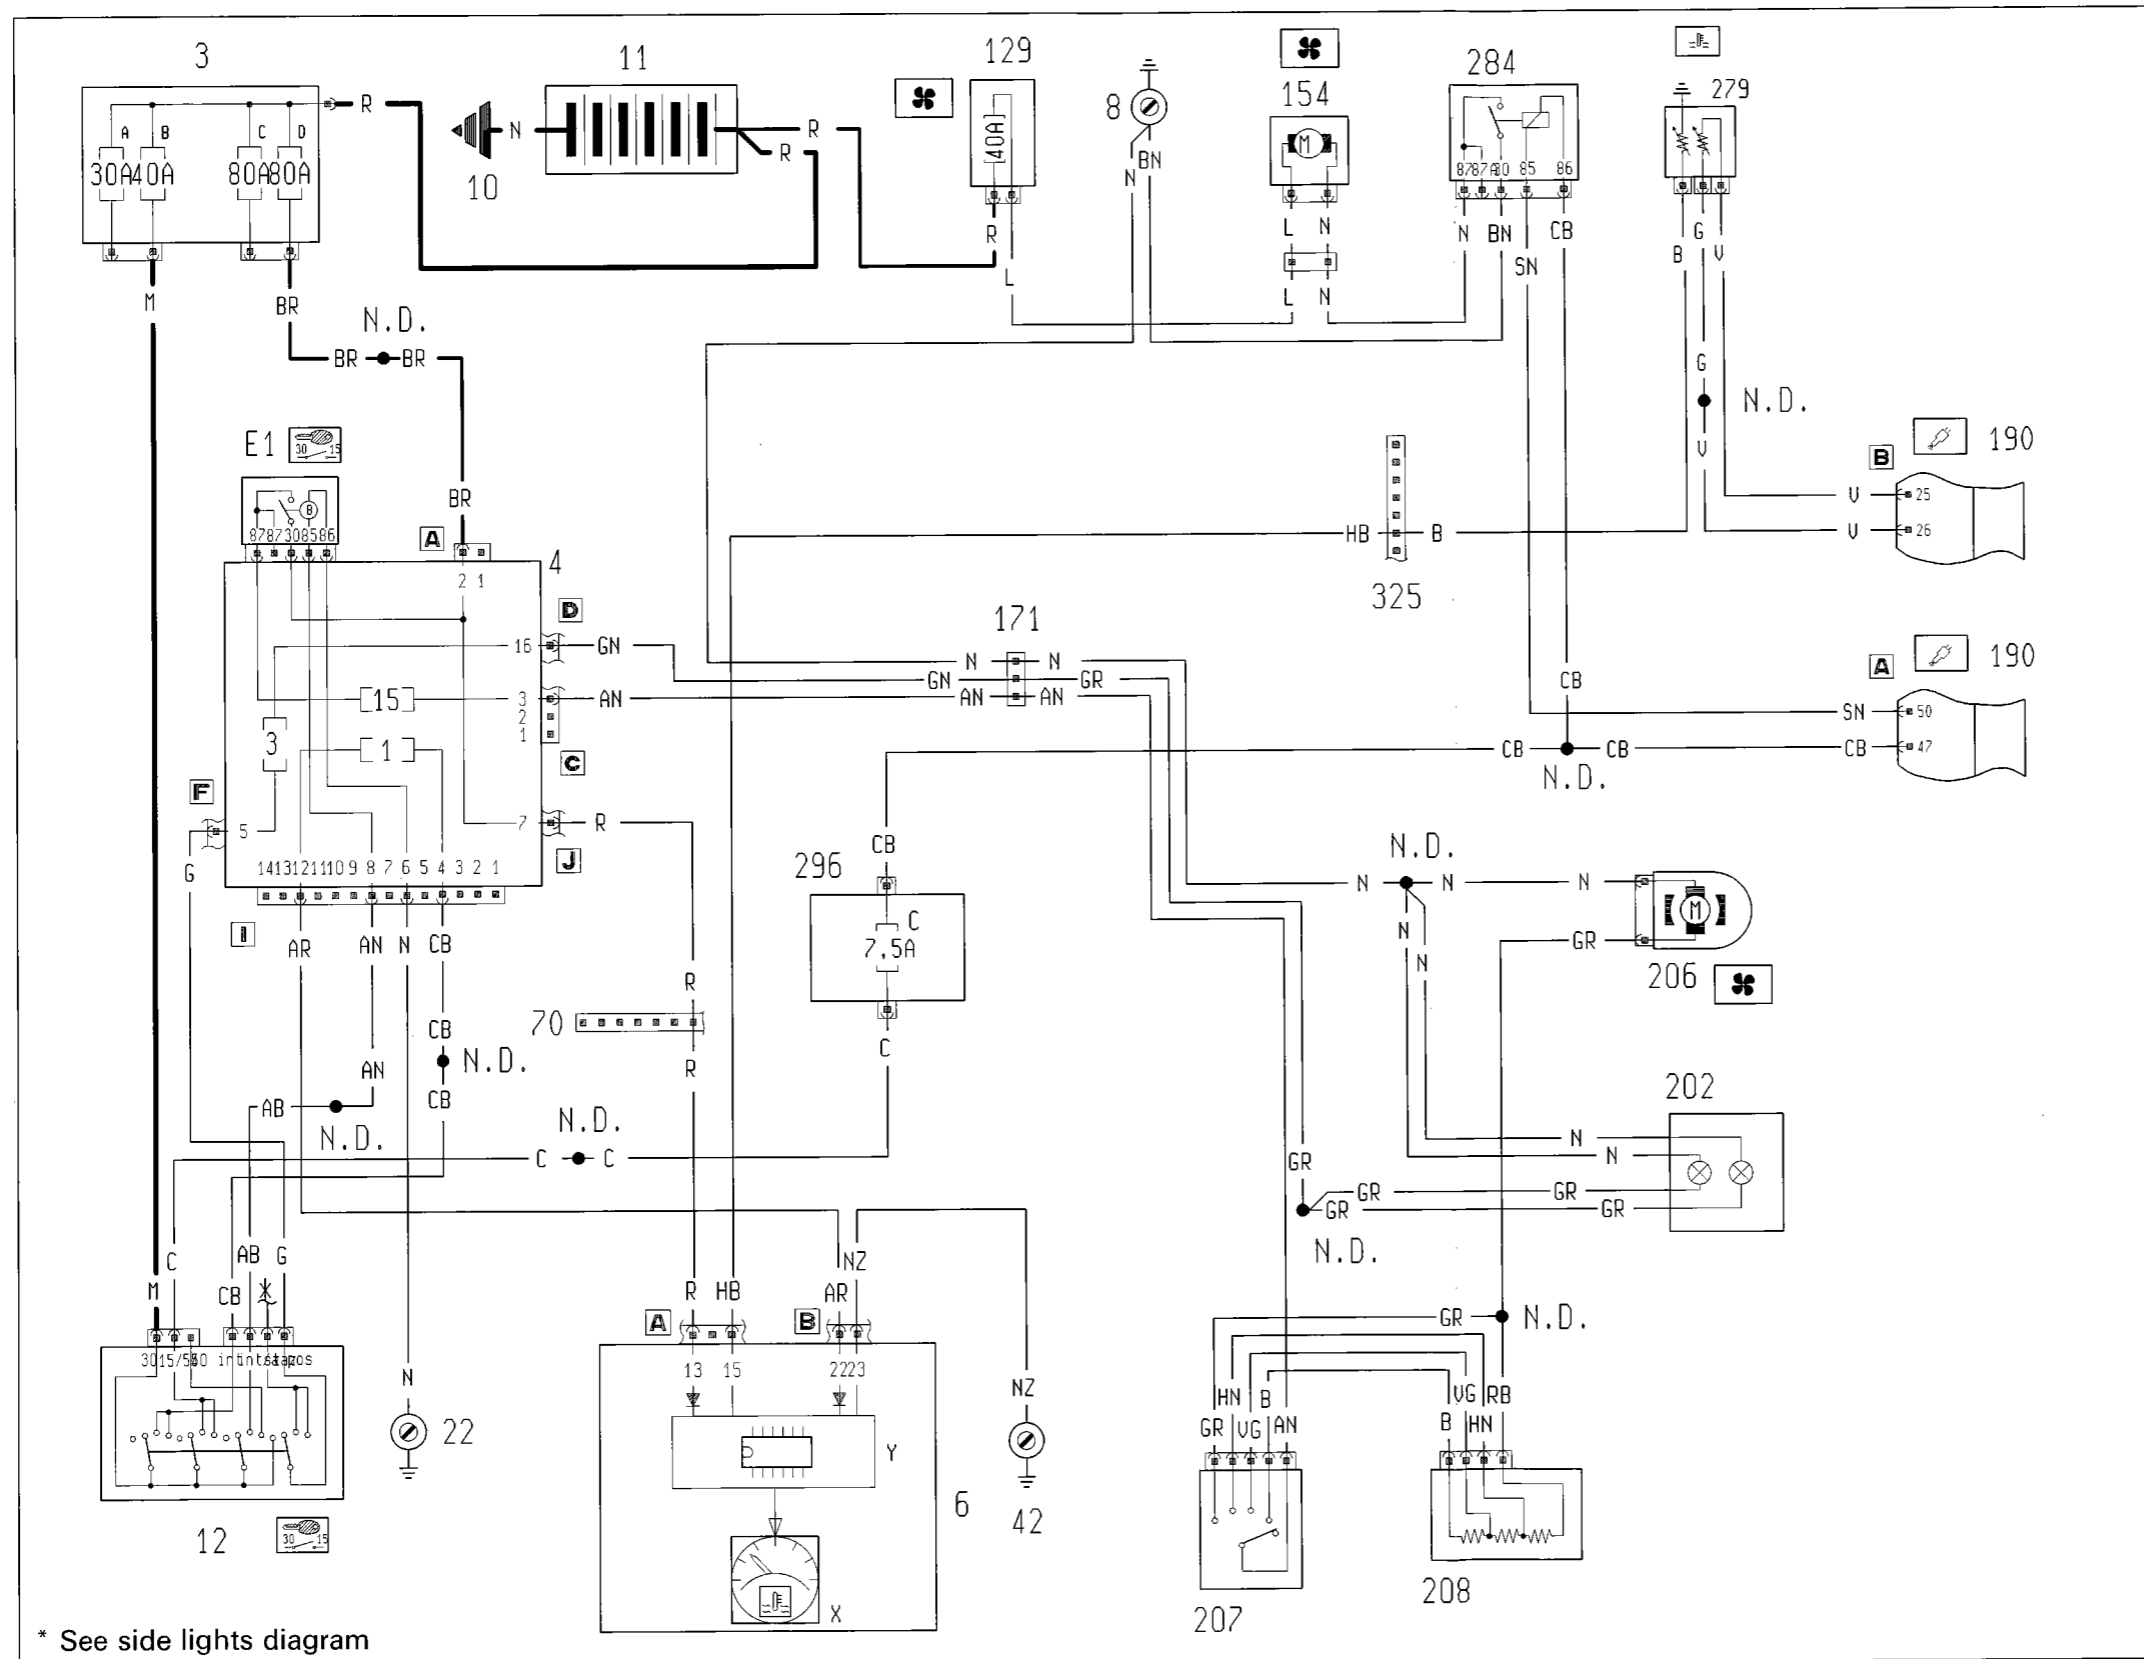 3
11
129
154
284
279
A B C D
30A 40A 80A 80A
R
N
10
R
R
40A
8
N
BN
M
87 87A 30 85 86
R
L
L N
L N
N BN SN CB
B G V
M
BR
N.D.
BR BR
BR
G
N.D.
V
E1
30 15
B
87 87 30 85 86
A
4
2 1
D
16
GN
15
3
AN
2
1
1
3
C
F
5
7
R
J
G
14 13 12 11 10 9 8 7 6 5 4 3 2 1
I
AR AN N CB
171
N N
GN GR
AN AN
HB B
325
B
190
V 25
V 26
A
190
CB
SN 50
CB CB CB 47
N.D.
CB
296
C
7,5A
C
R
70
R
CB
N.D.
CB
AN
AB
N.D.
N.D.
C C
N.D.
N N N
N
N
M
GR
206
202
N
N
GR
GR GR
GR GR
N.D.
C
AB G
M
CB
30 15/54 50 int int
12
30 15
N
22
R HB AR NZ
A B
13 15 22 23
Y
6
X
NZ
42
GR
N.D.
HN B
GR VG AN
VG RB
B HN
207
208
* See side lights diagram